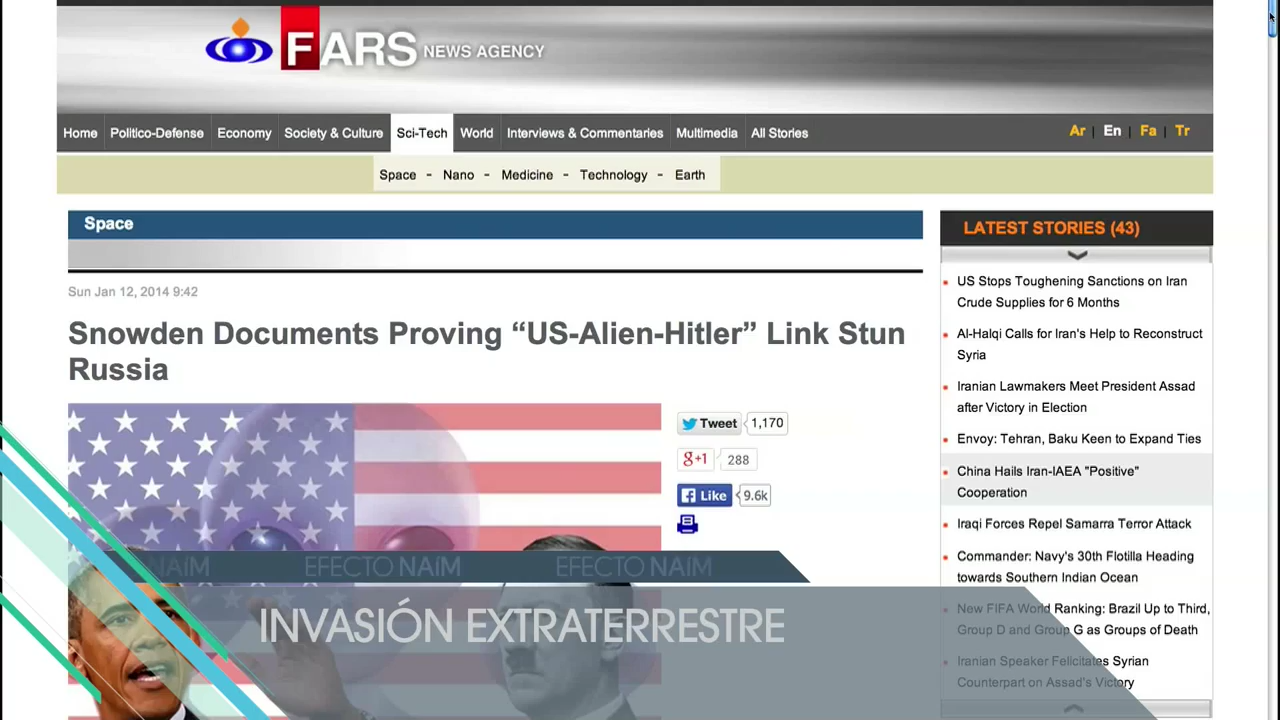 FARS NEWS AGENCY
Home Politico-Defense Economy Society & Culture Sci-Tech World Interviews & Commentaries Multimedia All Stories
Ar | En | Fa | Tr
Space - Nano - Medicine - Technology - Earth
Space
Sun Jan 12, 2014 9:42
Snowden Documents Proving “US-Alien-Hitler” Link Stun
Russia
Tweet 1,170
g+1 288
Like 9.6k
LATEST STORIES (43)
US Stops Toughening Sanctions on Iran
Crude Supplies for 6 Months
Al-Halqi Calls for Iran's Help to Reconstruct
Syria
Iranian Lawmakers Meet President Assad
after Victory in Election
Envoy: Tehran, Baku Keen to Expand Ties
China Hails Iran-IAEA "Positive"
Cooperation
Iraqi Forces Repel Samarra Terror Attack
Commander: Navy's 30th Flotilla Heading
towards Southern Indian Ocean
New FIFA World Ranking: Brazil Up to Third,
Group D and Group G as Groups of Death
Iranian Speaker Felicitates Syrian
Counterpart on Assad's Victory
NAÍM EFECTO NAÍM EFECTO NAÍM
INVASIÓN EXTRATERRESTRE